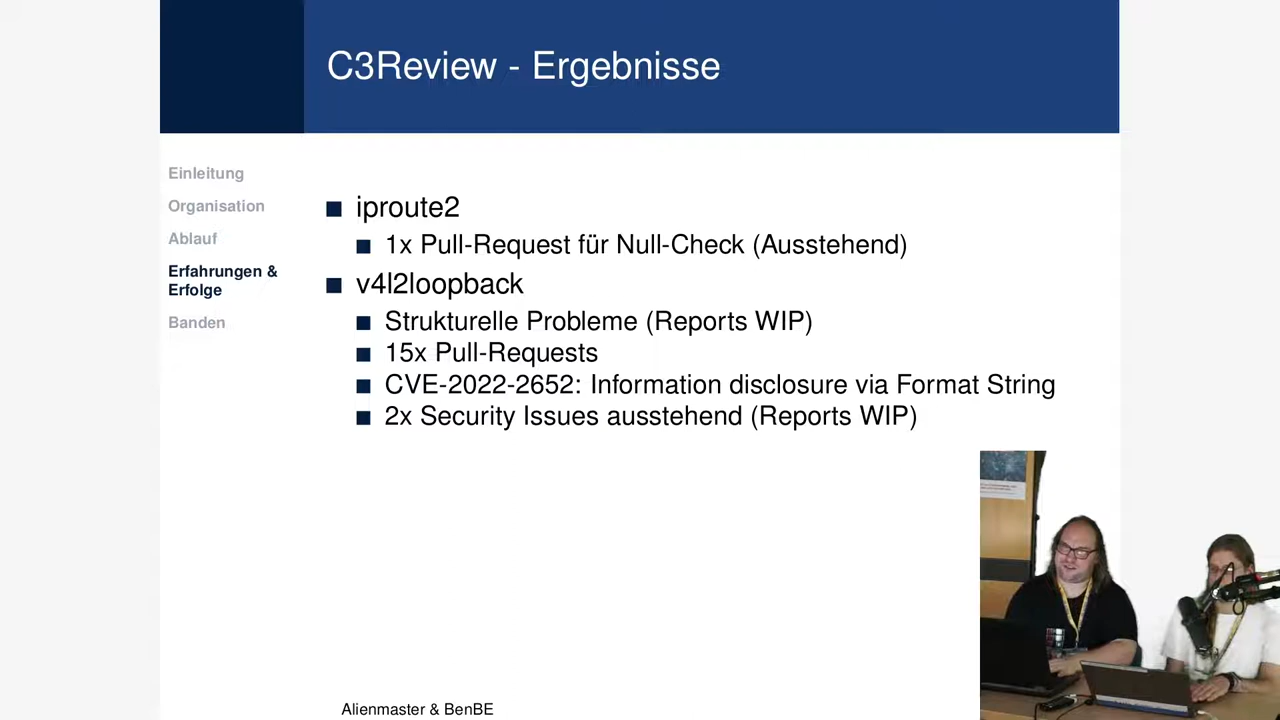 C3Review - Ergebnisse
Einleitung
Organisation
Ablauf
Erfahrungen &
Erfolge
Banden
iproute2
1x Pull-Request für Null-Check (Ausstehend)
v4l2loopback
Strukturelle Probleme (Reports WIP)
15x Pull-Requests
CVE-2022-2652: Information disclosure via Format String
2x Security Issues ausstehend (Reports WIP)
Alienmaster & BenBE